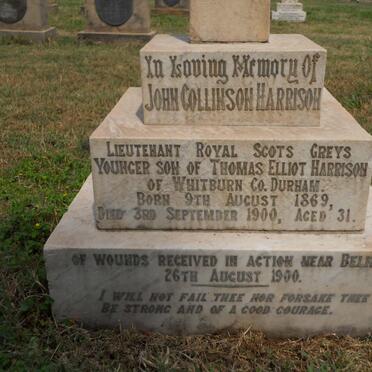 In Loving Memory Of
John Collinson Harrison
Lieutenant Royal Scots Greys
Younger son of Thomas Elliot Harrison
of Whitburn Co. Durham.
Born 9th August 1869,
Died 3rd September 1900, Aged 31.
of wounds received in action near
26th August 1900.
I will not fail thee nor forsake thee
Be strong and of a good courage.